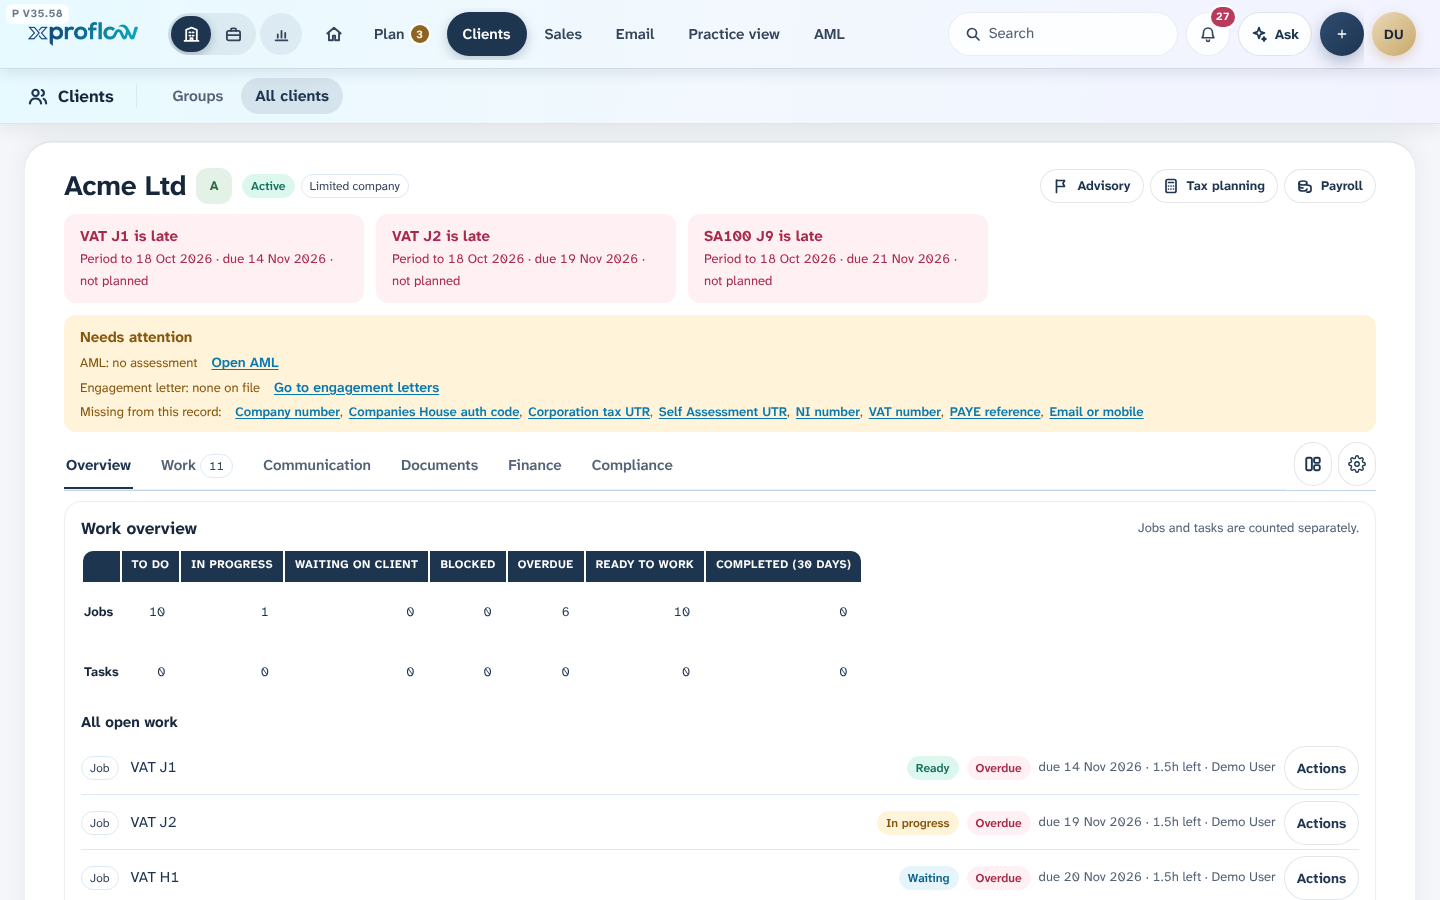 P V35.58
xproflow
Plan 3
Clients
Sales
Email
Practice view
AML
Search
27
Ask
+
DU
Clients
Groups
All clients
Acme Ltd
A
Active
Limited company
Advisory
Tax planning
Payroll
VAT J1 is late
Period to 18 Oct 2026 · due 14 Nov 2026 ·
not planned
VAT J2 is late
Period to 18 Oct 2026 · due 19 Nov 2026 ·
not planned
SA100 J9 is late
Period to 18 Oct 2026 · due 21 Nov 2026 ·
not planned
Needs attention
AML: no assessment Open AML
Engagement letter: none on file Go to engagement letters
Missing from this record: Company number, Companies House auth code, Corporation tax UTR, Self Assessment UTR, NI number, VAT number, PAYE reference, Email or mobile
Overview
Work 11
Communication
Documents
Finance
Compliance
Work overview
Jobs and tasks are counted separately.
TO DO IN PROGRESS WAITING ON CLIENT BLOCKED OVERDUE READY TO WORK COMPLETED (30 DAYS)
Jobs 10 1 0 0 6 10 0
Tasks 0 0 0 0 0 0 0
All open work
Job VAT J1 Ready Overdue due 14 Nov 2026 · 1.5h left · Demo User Actions
Job VAT J2 In progress Overdue due 19 Nov 2026 · 1.5h left · Demo User Actions
Job VAT H1 Waiting Overdue due 20 Nov 2026 · 1.5h left · Demo User Actions